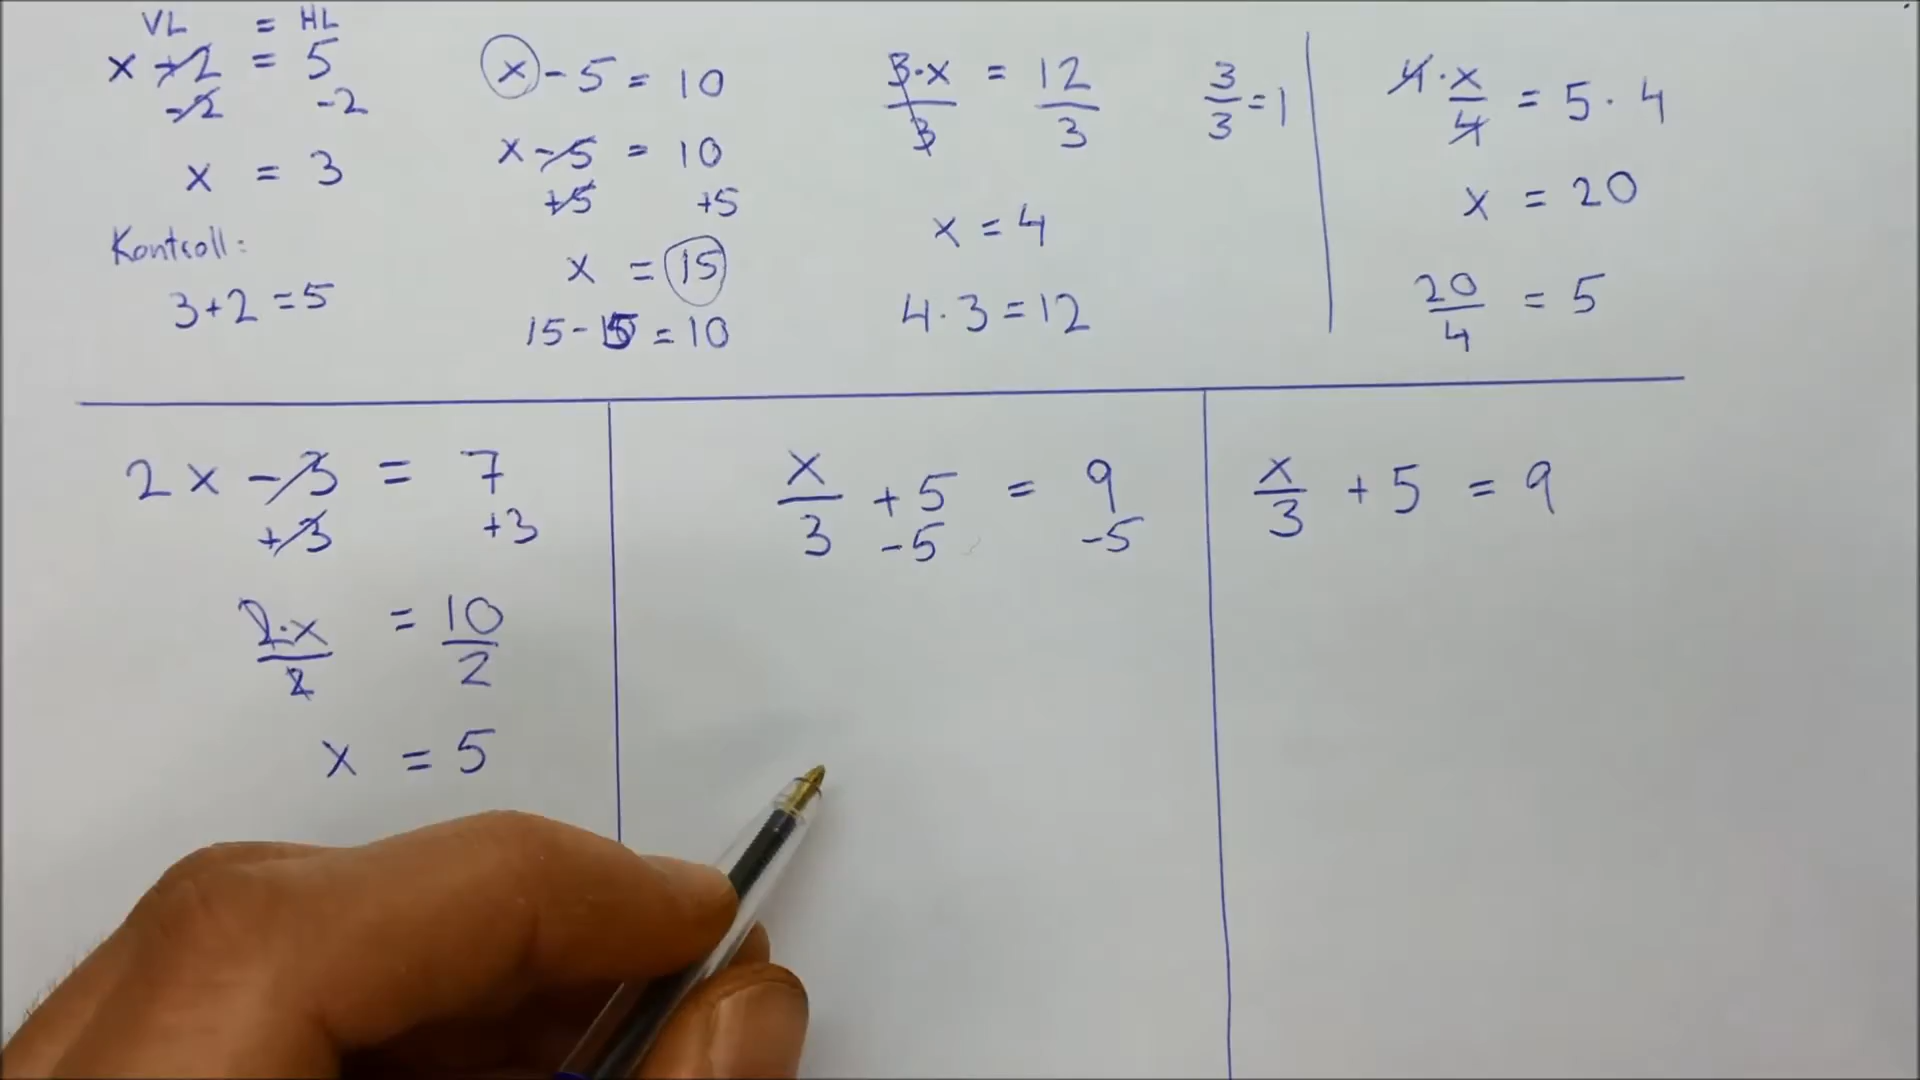 VL = HL
x + 2 = 5
-2 -2
x = 3
Kontroll:
3+2 = 5
x - 5 = 10
x - 5 = 10
+5 +5
x = 15
15 - 5 = 10
3·x = 12
3 3
x = 4
4·3 = 12
3
3 = 1
4·x
4 = 5·4
x = 20
20
4 = 5
2x - 3 = 7
+3 +3
2·x = 10
2 2
x = 5
x
3 + 5 = 9
-5 -5
x
3 + 5 = 9